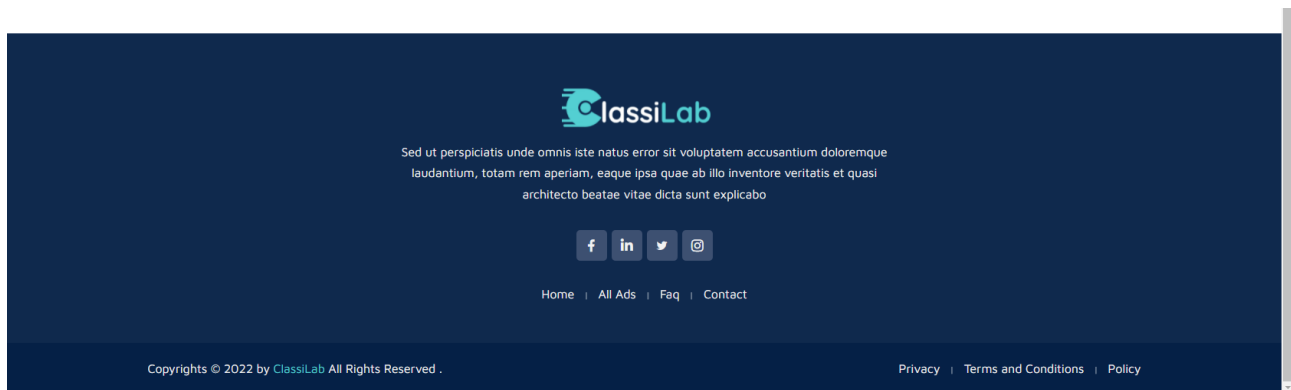 ClassiLab
Sed ut perspiciatis unde omnis iste natus error sit voluptatem accusantium doloremque
laudantium, totam rem aperiam, eaque ipsa quae ab illo inventore veritatis et quasi
architecto beatae vitae dicta sunt explicabo
Home | All Ads | Faq | Contact
Copyrights © 2022 by ClassiLab All Rights Reserved .
Privacy | Terms and Conditions | Policy